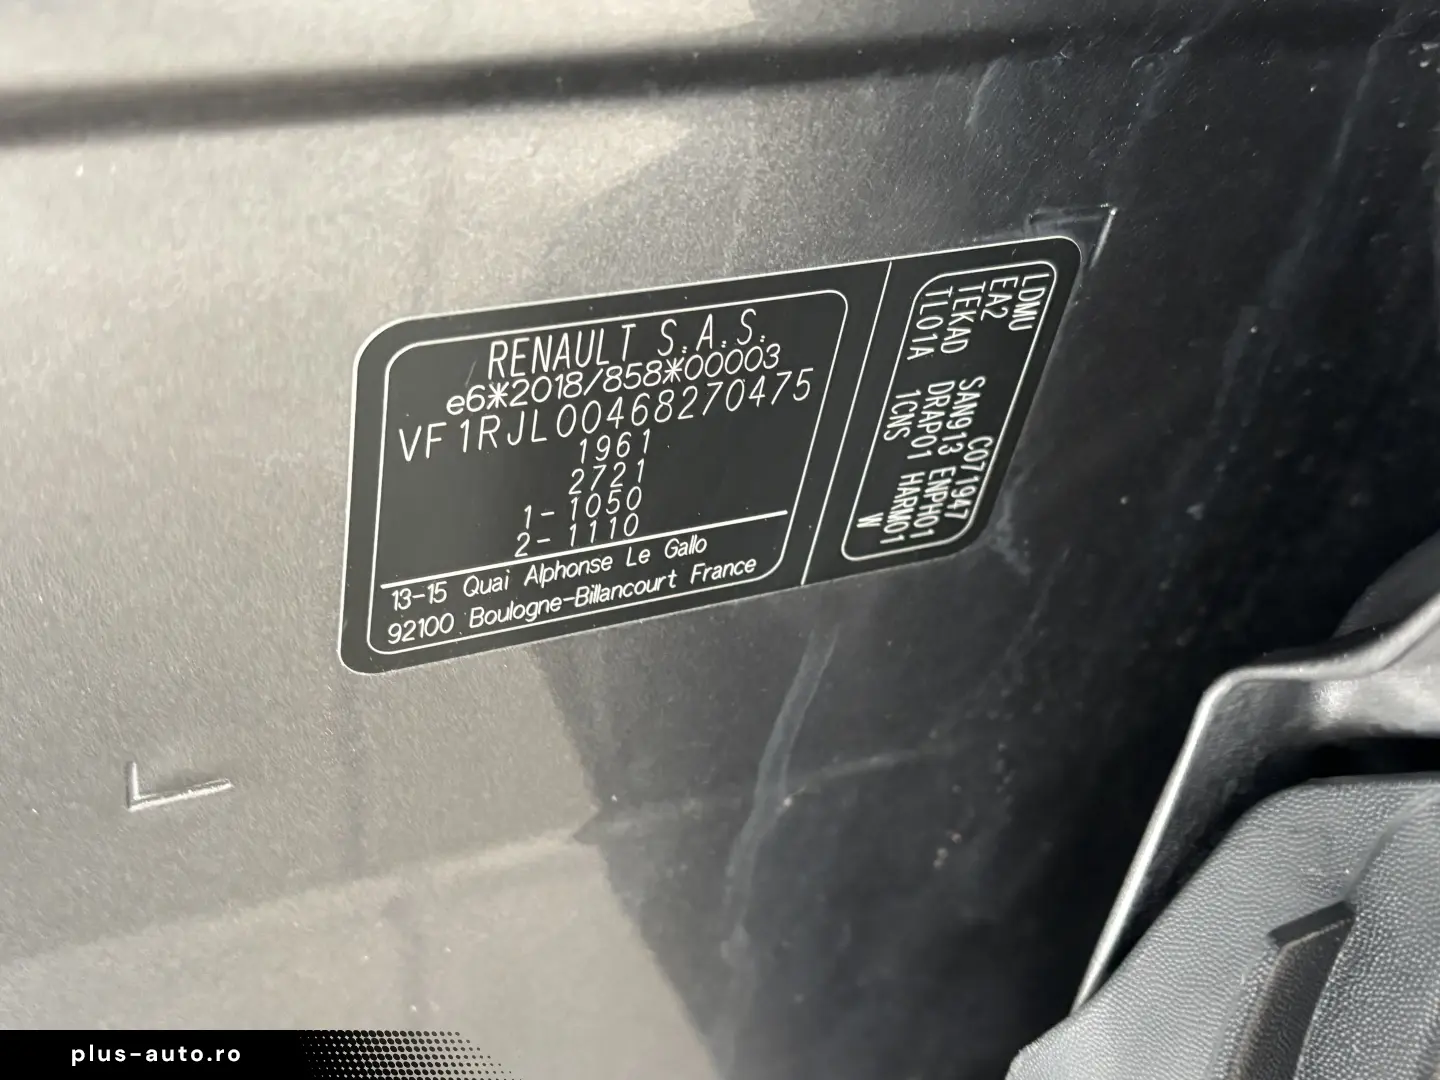 RENAULT S.A.S.
e6*2018/858*00003
VF1RJL00468270475
1961
2721
1- 1050
2- 1110
13-15 Quai Alphonse Le Gallo
92100 Boulogne-Billancourt France
LDMU
EA2 C071947
TEKAD SAN913 ENPH01
TL01A DRAP01 HARM01
1CNS W
plus-auto.ro